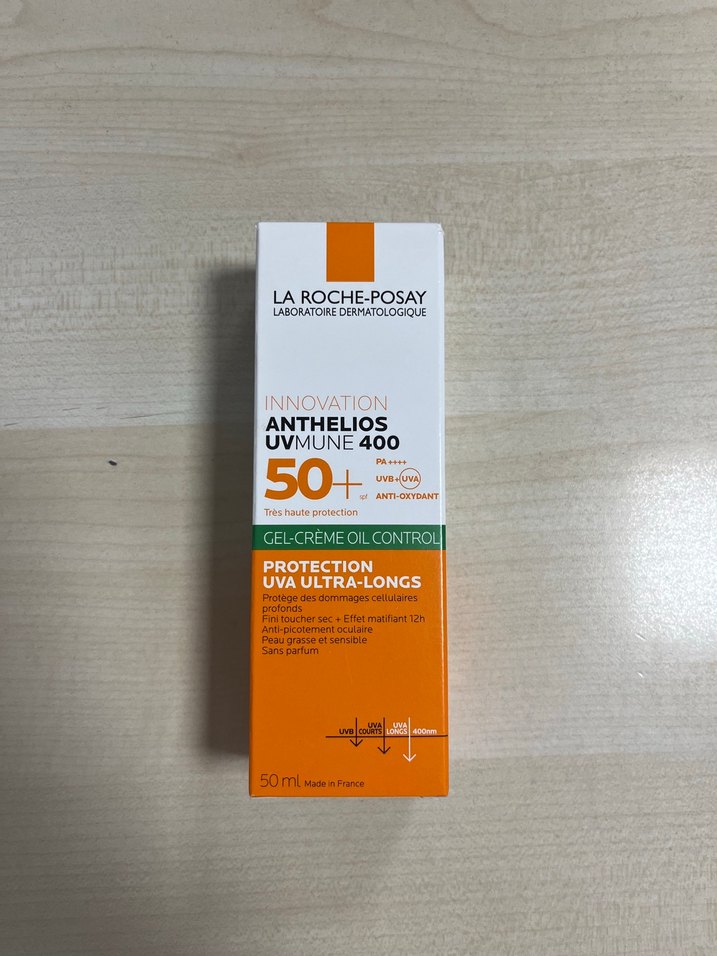 LA ROCHE-POSAY
LABORATOIRE DERMATOLOGIQUE
INNOVATION
ANTHELIOS
UVMUNE 400
50+ spf
PA ++++
UVB + UVA
ANTI-OXYDANT
Très haute protection
GEL-CRÈME OIL CONTROL
PROTECTION
UVA ULTRA-LONGS
Protège des dommages cellulaires
profonds
Fini toucher sec + Effet matifiant 12h
Anti-picotement oculaire
Peau grasse et sensible
Sans parfum
UVB
UVA COURTS
UVA LONGS
400nm
50 ml Made in France